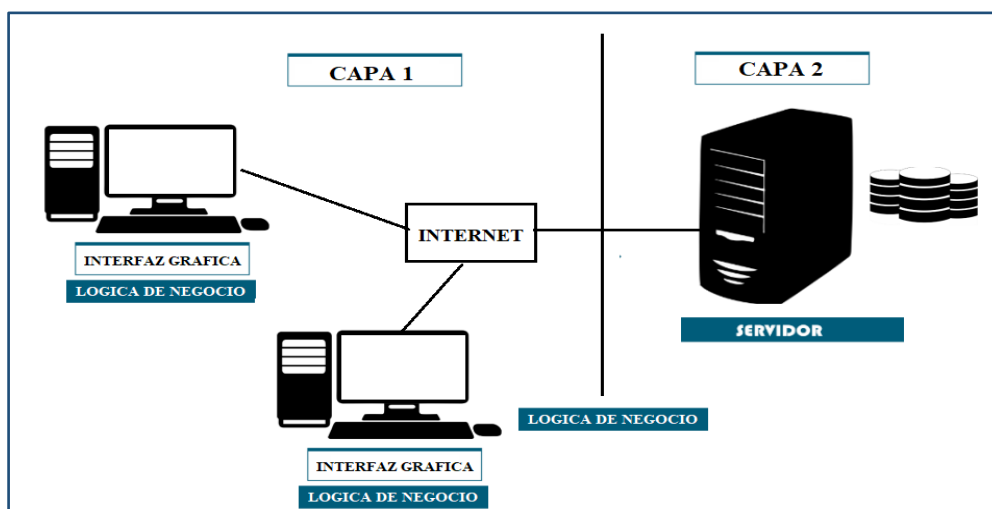 CAPA 1
CAPA 2
INTERNET
INTERFAZ GRAFICA
LOGICA DE NEGOCIO
SERVIDOR
LOGICA DE NEGOCIO
INTERFAZ GRAFICA
LOGICA DE NEGOCIO